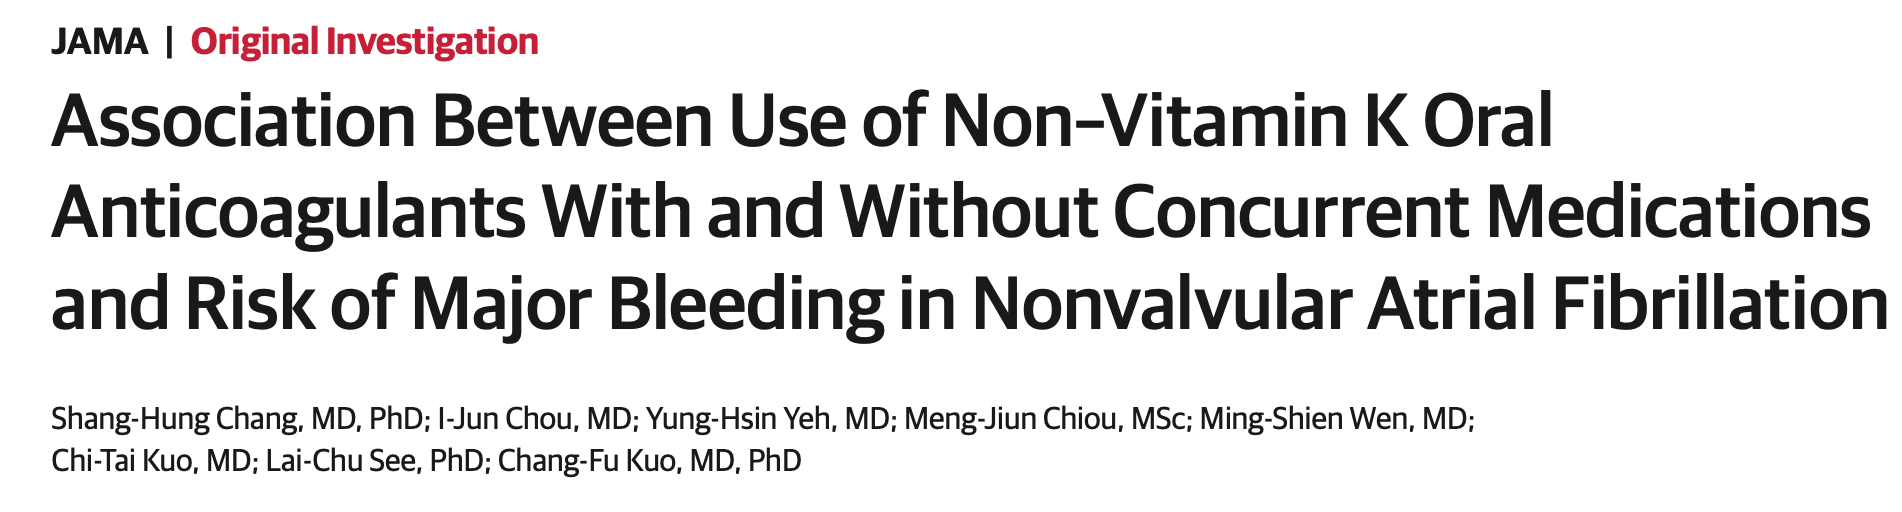 JAMA | Original Investigation
Association Between Use of Non–Vitamin K Oral
Anticoagulants With and Without Concurrent Medications
and Risk of Major Bleeding in Nonvalvular Atrial Fibrillation
Shang-Hung Chang, MD, PhD; I-Jun Chou, MD; Yung-Hsin Yeh, MD; Meng-Jiun Chiou, MSc; Ming-Shien Wen, MD;
Chi-Tai Kuo, MD; Lai-Chu See, PhD; Chang-Fu Kuo, MD, PhD